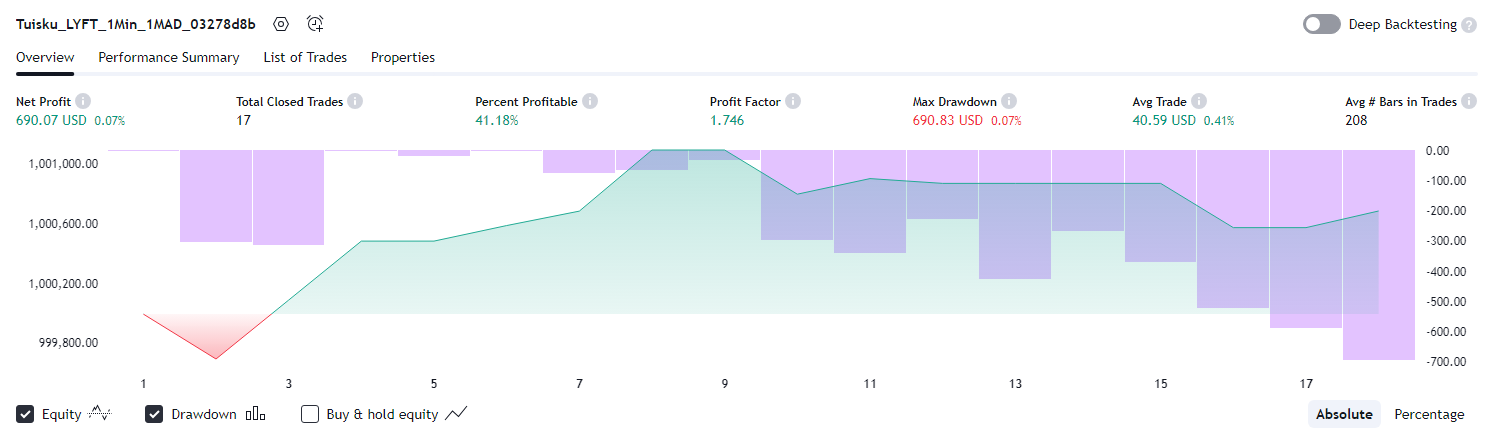 Tuisku_LYFT_1Min_1MAD_03278d8b
Deep Backtesting ?
Overview Performance Summary List of Trades Properties
Net Profit i Total Closed Trades i Percent Profitable i Profit Factor i Max Drawdown i Avg Trade i Avg # Bars in Trades i
690.07 USD 0.07% 17 41.18% 1.746 690.83 USD 0.07% 40.59 USD 0.41% 208
1,001,000.00
1,000,600.00
1,000,200.00
999,800.00
0.00
-100.00
-200.00
-300.00
-400.00
-500.00
-600.00
-700.00
1 3 5 7 9 11 13 15 17
Equity Drawdown Buy & hold equity Absolute Percentage